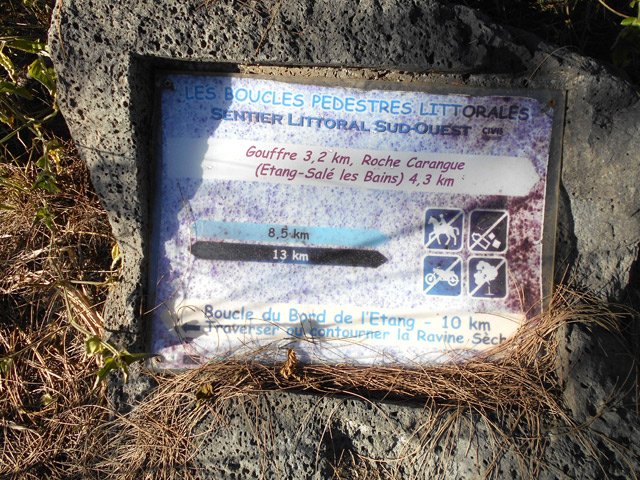 LES BOUCLES PEDESTRES LITTORALES
SENTIER LITTORAL SUD-OUEST CIVIS
Gouffre 3,2 km, Roche Carangue
(Etang-Salé les Bains) 4,3 km
8,5 km
13 km
Boucle du Bord de l'Etang - 10 km
Traverser ou contourner la Ravine Sèch